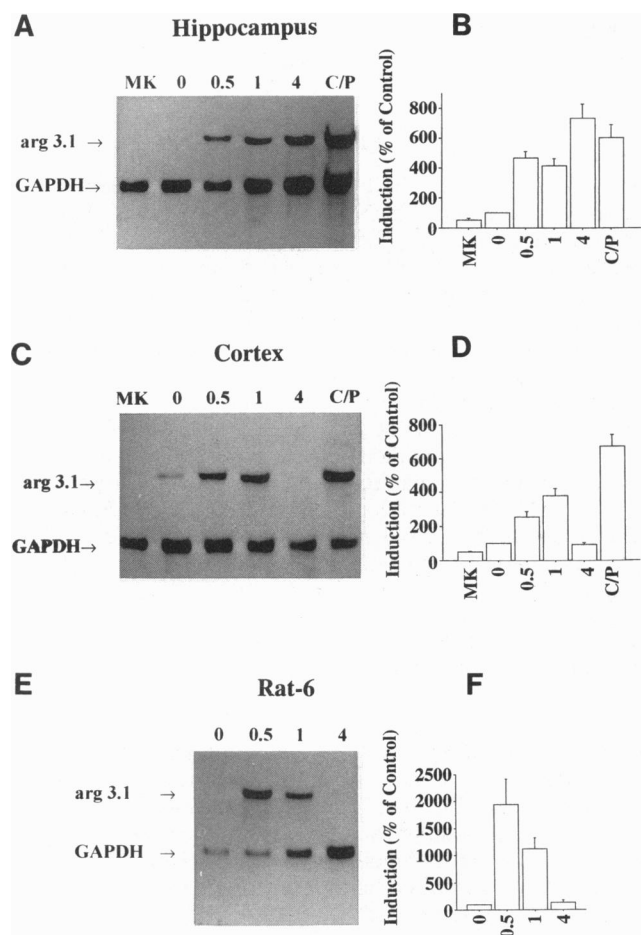 A
Hippocampus
MK 0 0.5 1 4 C/P
arg 3.1 →
GAPDH→
B
Induction (% of Control)
800
600
400
200
0
MK 0 0.5 1 4 C/P
C
Cortex
MK 0 0.5 1 4 C/P
arg 3.1→
GAPDH→
D
Induction (% of Control)
800
600
400
200
0
MK 0 0.5 1 4 C/P
E
Rat-6
0 0.5 1 4
arg 3.1 →
GAPDH →
F
Induction (% of Control)
2500
2000
1500
1000
500
0
0 0.5 1 4